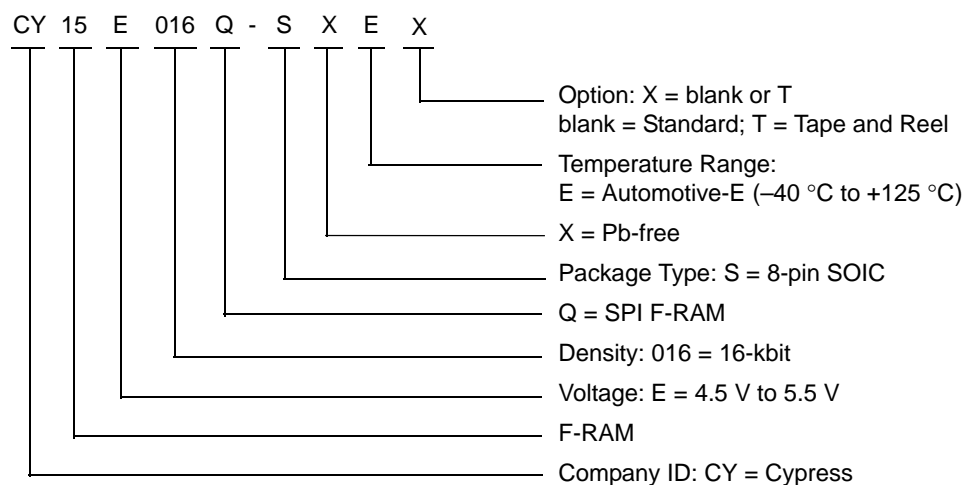 CY 15 E 016 Q - S X E X
Option: X = blank or T
blank = Standard; T = Tape and Reel
Temperature Range:
E = Automotive-E (–40 °C to +125 °C)
X = Pb-free
Package Type: S = 8-pin SOIC
Q = SPI F-RAM
Density: 016 = 16-kbit
Voltage: E = 4.5 V to 5.5 V
F-RAM
Company ID: CY = Cypress